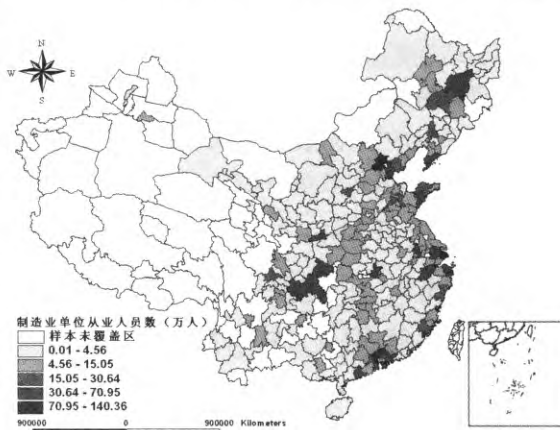 N
W E
S
制造业单位从业人员数（万人）
样本未覆盖区
0.01 - 4.56
4.56 - 15.05
15.05 - 30.64
30.64 - 70.95
70.95 - 140.36
900000 0 900000 Kilometers